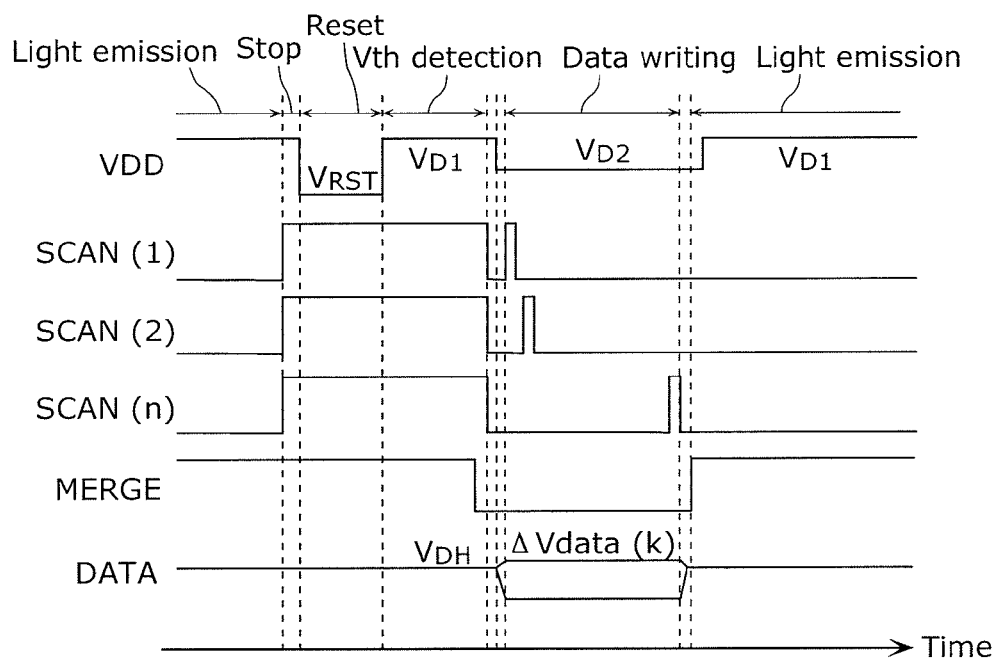 Reset
Light emission Stop Vth detection Data writing Light emission
VDD VRST VD1 VD2 VD1
SCAN (1)
SCAN (2)
SCAN (n)
MERGE
DATA VDH Δ Vdata (k)
Time